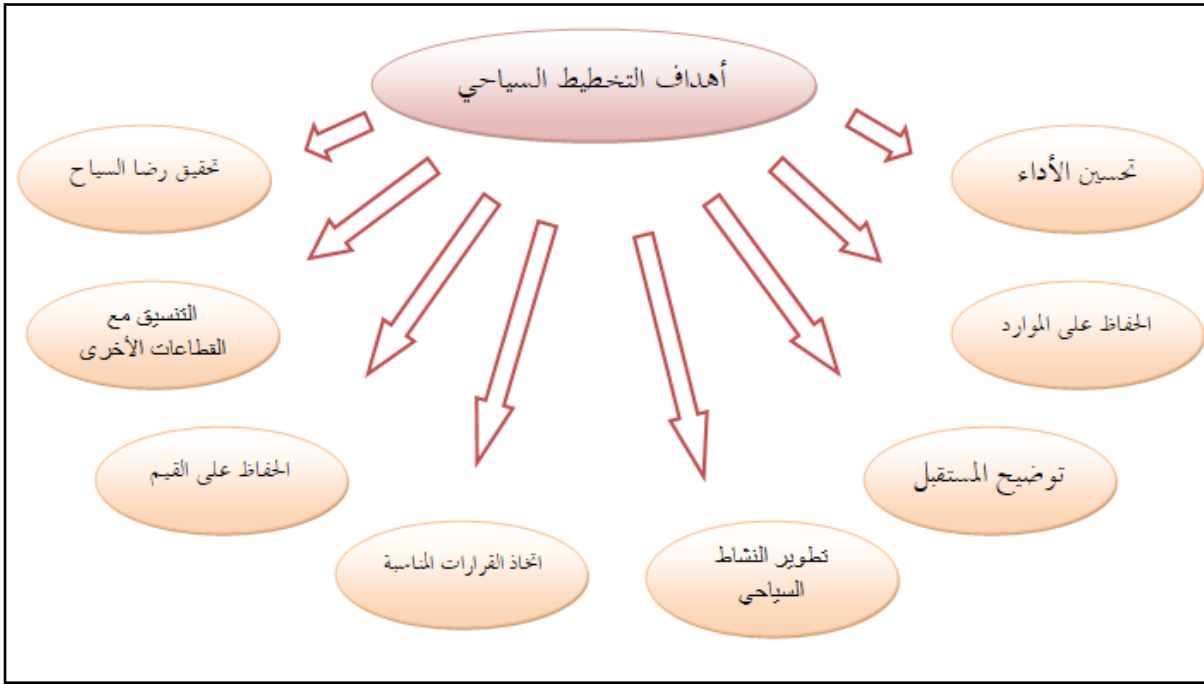 أهداف التخطيط السياحي
تحسين الأداء
الحفاظ على الموارد
توضيح المستقبل
تطوير النشاط
السياحي
اتخاذ القرارات المناسبة
الحفاظ على القيم
التنسيق مع
القطاعات الأخرى
تحقيق رضا السياح